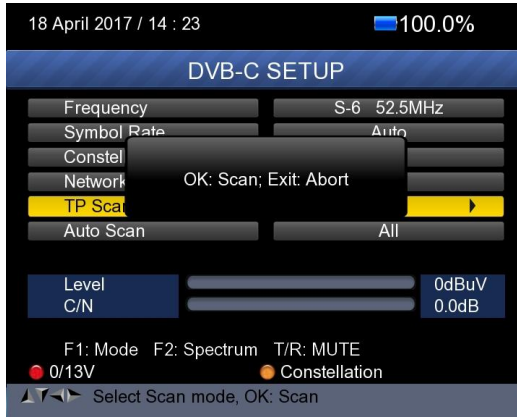 18 April 2017 / 14 : 23 100.0%
DVB-C SETUP
Frequency S-6 52.5MHz
Symbol Rate Auto
Constel
Network
OK: Scan; Exit: Abort
TP Scan
Auto Scan All
Level 0dBuV
C/N 0.0dB
F1: Mode F2: Spectrum T/R: MUTE
0/13V Constellation
Select Scan mode, OK: Scan